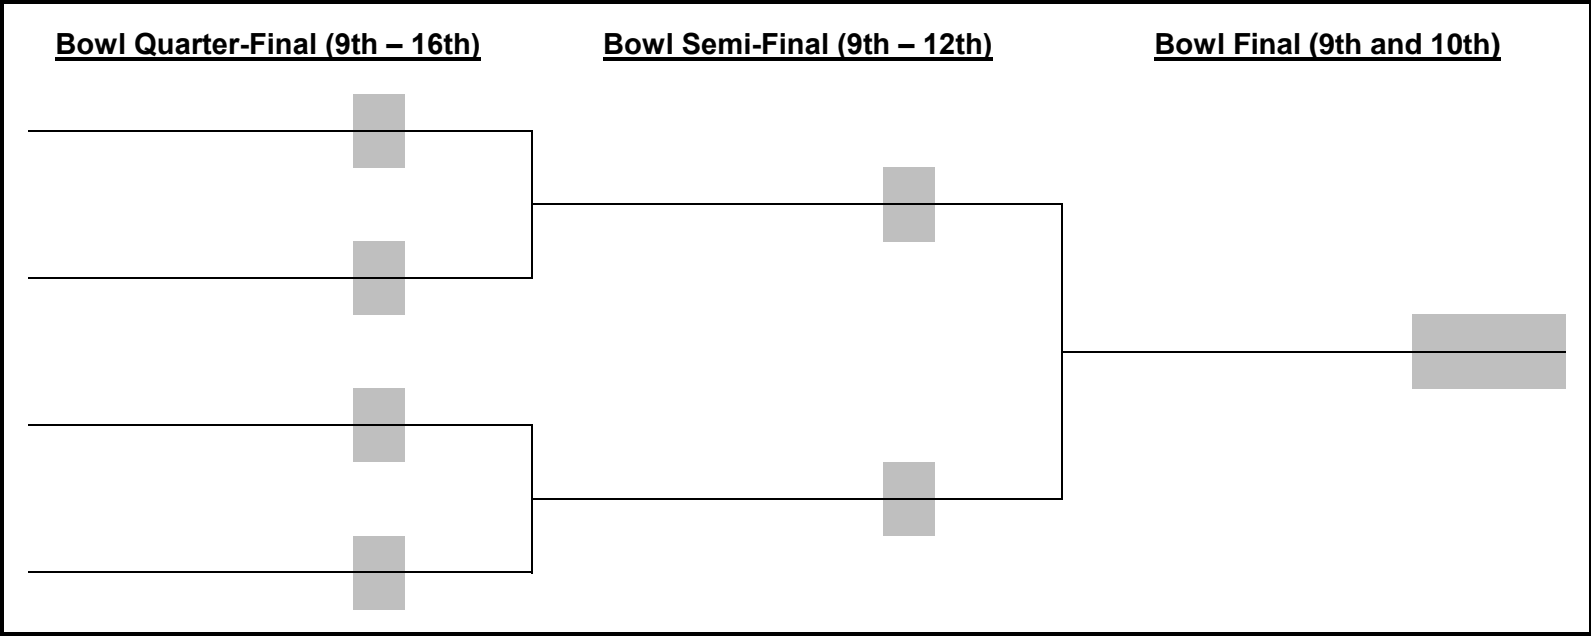 Bowl Quarter-Final (9th – 16th)
Bowl Semi-Final (9th – 12th)
Bowl Final (9th and 10th)